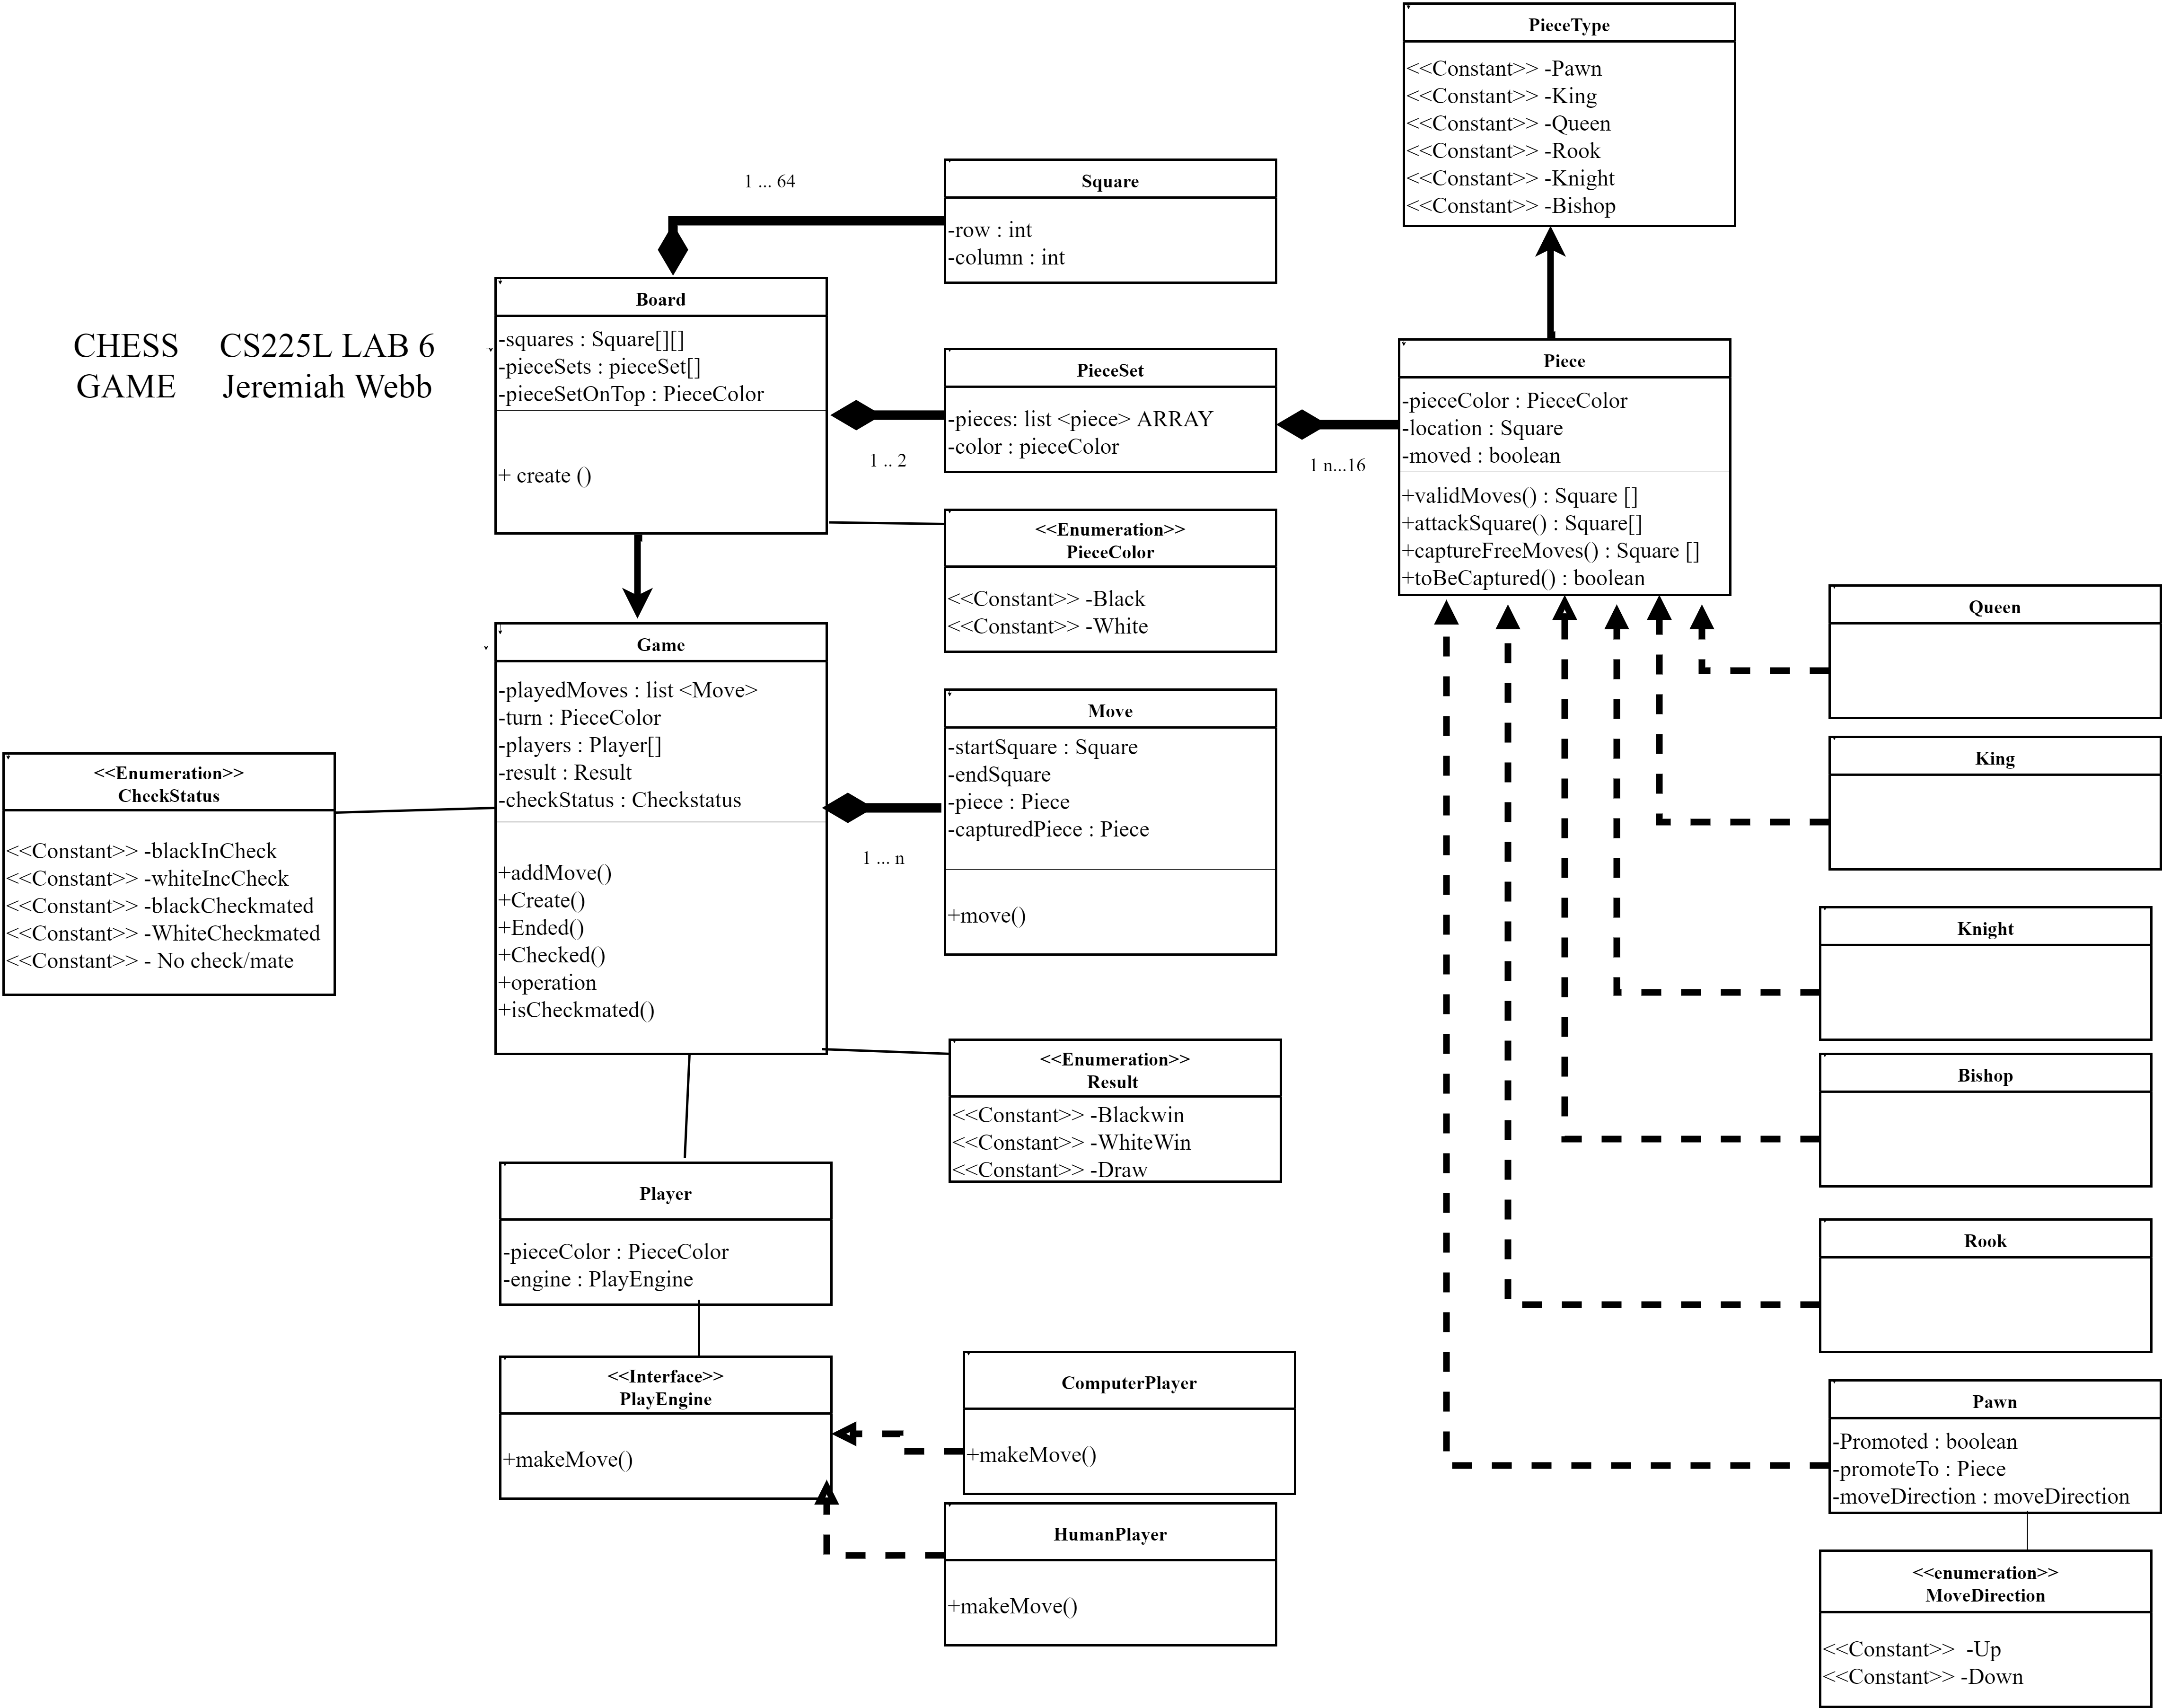 CHESS GAME
CS225L LAB 6
Jeremiah Webb
PieceType
<<Constant>> -Pawn
<<Constant>> -King
<<Constant>> -Queen
<<Constant>> -Rook
<<Constant>> -Knight
<<Constant>> -Bishop
1 ... 64
Square
-row : int
-column : int
Board
-squares : Square[][]
-pieceSets : pieceSet[]
-pieceSetOnTop : PieceColor
+ create ()
PieceSet
-pieces: list <piece> ARRAY
-color : pieceColor
1 .. 2
1 n...16
Piece
-pieceColor : PieceColor
-location : Square
-moved : boolean
+validMoves() : Square []
+attackSquare() : Square[]
+captureFreeMoves() : Square []
+toBeCaptured() : boolean
<<Enumeration>>
PieceColor
<<Constant>> -Black
<<Constant>> -White
Game
-playedMoves : list <Move>
-turn : PieceColor
-players : Player[]
-result : Result
-checkStatus : Checkstatus
+addMove()
+Create()
+Ended()
+Checked()
+operation
+isCheckmated()
Move
-startSquare : Square
-endSquare
-piece : Piece
-capturedPiece : Piece
+move()
1 ... n
<<Enumeration>>
CheckStatus
<<Constant>> -blackInCheck
<<Constant>> -whiteIncCheck
<<Constant>> -blackCheckmated
<<Constant>> -WhiteCheckmated
<<Constant>> - No check/mate
<<Enumeration>>
Result
<<Constant>> -Blackwin
<<Constant>> -WhiteWin
<<Constant>> -Draw
Player
-pieceColor : PieceColor
-engine : PlayEngine
<<Interface>>
PlayEngine
+makeMove()
ComputerPlayer
+makeMove()
HumanPlayer
+makeMove()
Queen
King
Knight
Bishop
Rook
Pawn
-Promoted : boolean
-promoteTo : Piece
-moveDirection : moveDirection
<<enumeration>>
MoveDirection
<<Constant>>  -Up
<<Constant>> -Down